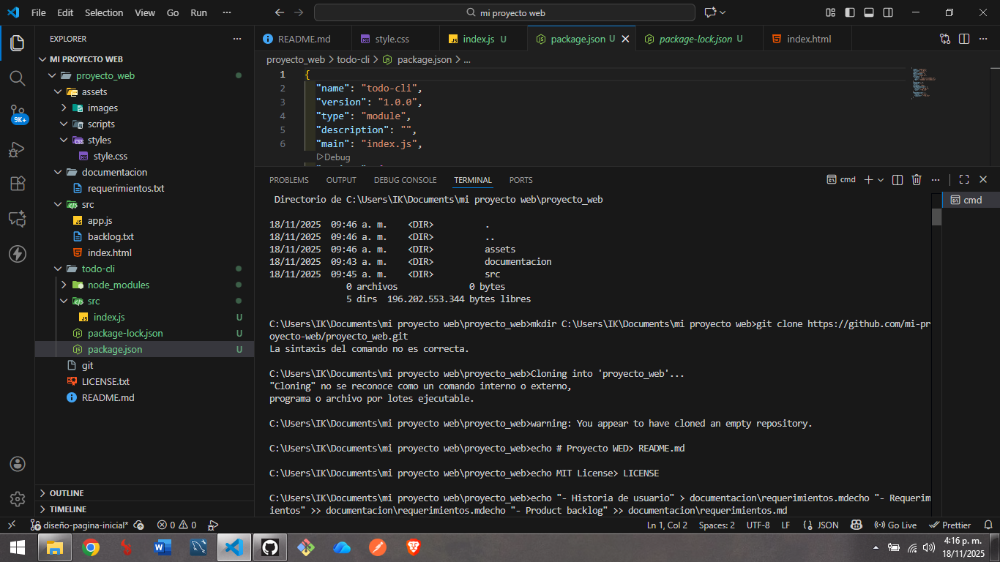 File Edit Selection View Go Run ···
mi proyecto web
EXPLORER ···
MI PROYECTO WEB
proyecto_web
assets
images
scripts
styles
style.css
documentacion
requerimientos.txt
src
app.js
backlog.txt
index.html
todo-cli
node_modules
src
index.js U
package-lock.json U
package.json U
git
LICENSE.txt
README.md
OUTLINE
TIMELINE
9K+
README.md style.css index.js U package.json U package-lock.json U index.html ···
proyecto_web > todo-cli > package.json > ...
1 {
2 "name": "todo-cli",
3 "version": "1.0.0",
4 "type": "module",
5 "description": "",
6 "main": "index.js",
Debug
PROBLEMS OUTPUT DEBUG CONSOLE TERMINAL PORTS cmd ···
cmd
Directorio de C:\Users\IK\Documents\mi proyecto web\proyecto_web
18/11/2025 09:46 a. m. <DIR> .
18/11/2025 09:46 a. m. <DIR> ..
18/11/2025 09:46 a. m. <DIR> assets
18/11/2025 09:43 a. m. <DIR> documentacion
18/11/2025 09:45 a. m. <DIR> src
0 archivos 0 bytes
5 dirs 196.202.553.344 bytes libres
C:\Users\IK\Documents\mi proyecto web\proyecto_web>mkdir C:\Users\IK\Documents\mi proyecto web>git clone https://github.com/mi-pr
oyecto-web/proyecto_web.git
La sintaxis del comando no es correcta.
C:\Users\IK\Documents\mi proyecto web\proyecto_web>Cloning into 'proyecto_web'...
"Cloning" no se reconoce como un comando interno o externo,
programa o archivo por lotes ejecutable.
C:\Users\IK\Documents\mi proyecto web\proyecto_web>warning: You appear to have cloned an empty repository.
C:\Users\IK\Documents\mi proyecto web\proyecto_web>echo # Proyecto WED> README.md
C:\Users\IK\Documents\mi proyecto web\proyecto_web>echo MIT License> LICENSE
C:\Users\IK\Documents\mi proyecto web\proyecto_web>echo "- Historia de usuario" > documentacion\requerimientos.mdecho "- Requerim
ientos" >> documentacion\requerimientos.mdecho "- Product backlog" >> documentacion\requerimientos.md
diseño-pagina-inicial* 0 0 Ln 1, Col 2 Spaces: 2 UTF-8 LF {} JSON Go Live Prettier
4:16 p. m.
18/11/2025